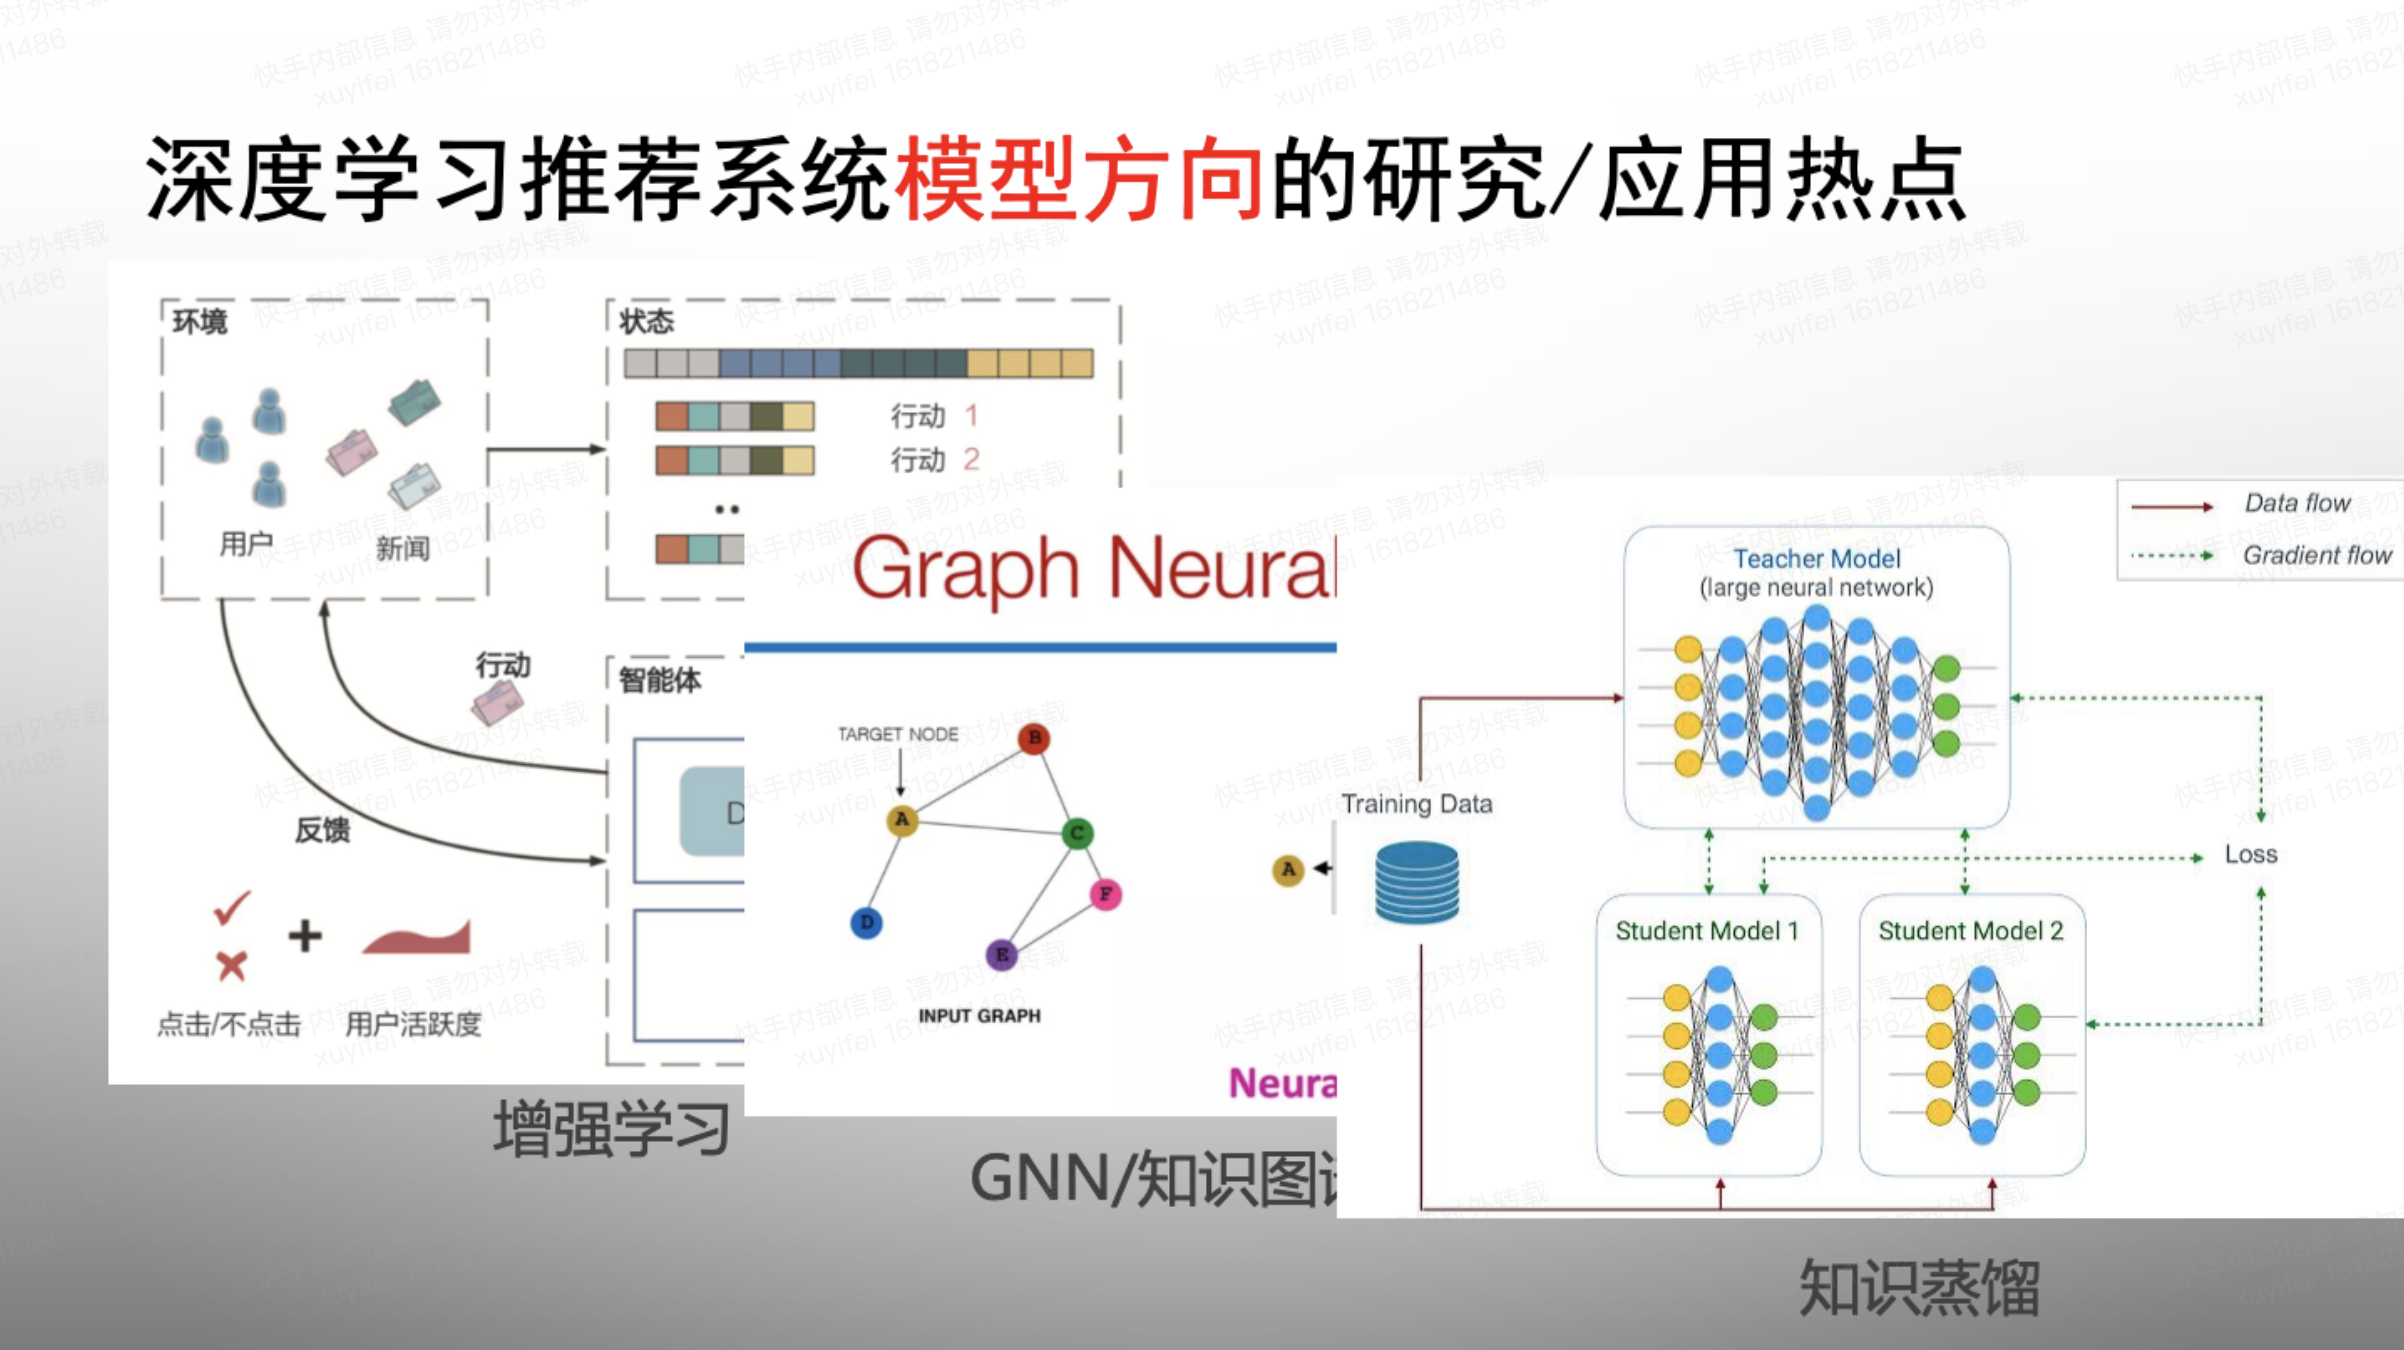 深度学习推荐系统模型方向的研究/应用热点
环境
用户
新闻
状态
行动 1
行动 2
行动
智能体
D
反馈
点击/不点击
用户活跃度
增强学习
Graph Neural
TARGET NODE
A
B
C
D
E
F
A
INPUT GRAPH
Neura
GNN/知识图
Data flow
Gradient flow
Teacher Model
(large neural network)
Training Data
Loss
Student Model 1
Student Model 2
知识蒸馏
快手内部信息 请勿对外转载
xuyifei 1618211486